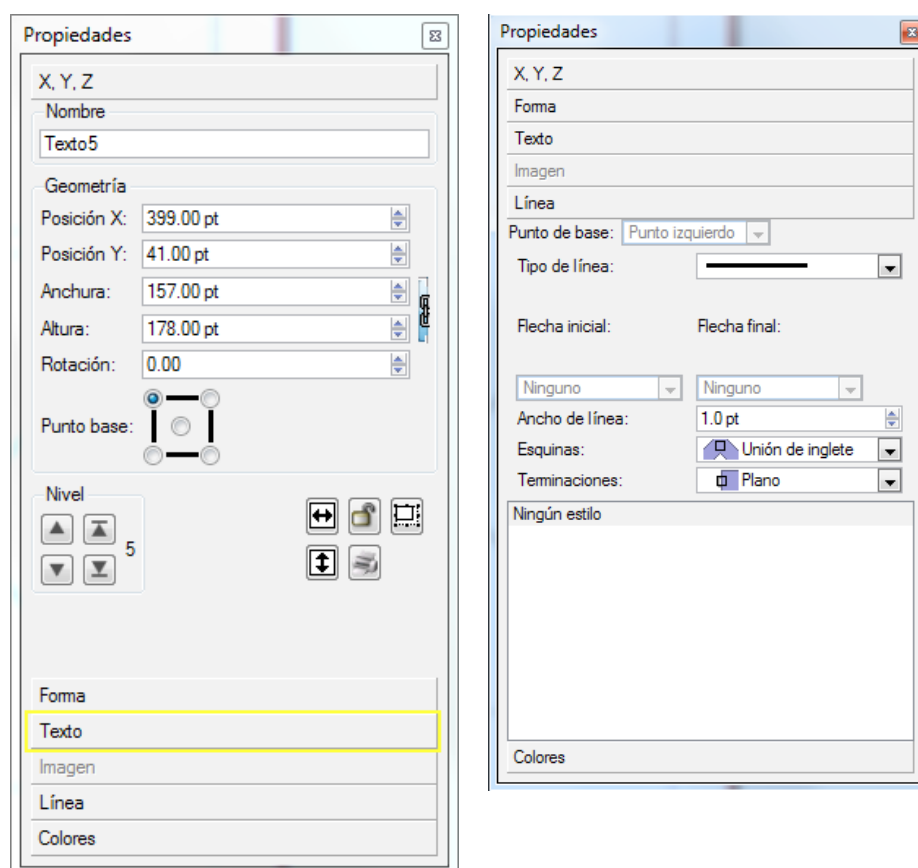 Propiedades
X, Y, Z
Nombre
Texto5
Geometría
Posición X: 399.00 pt
Posición Y: 41.00 pt
Anchura: 157.00 pt
Altura: 178.00 pt
Rotación: 0.00
Punto base:
Nivel
5
Forma
Texto
Imagen
Línea
Colores
Propiedades
X, Y, Z
Forma
Texto
Imagen
Línea
Punto de base: Punto izquierdo
Tipo de línea:
Flecha inicial: Flecha final:
Ninguno Ninguno
Ancho de línea: 1.0 pt
Esquinas: Unión de inglete
Terminaciones: Plano
Ningún estilo
Colores